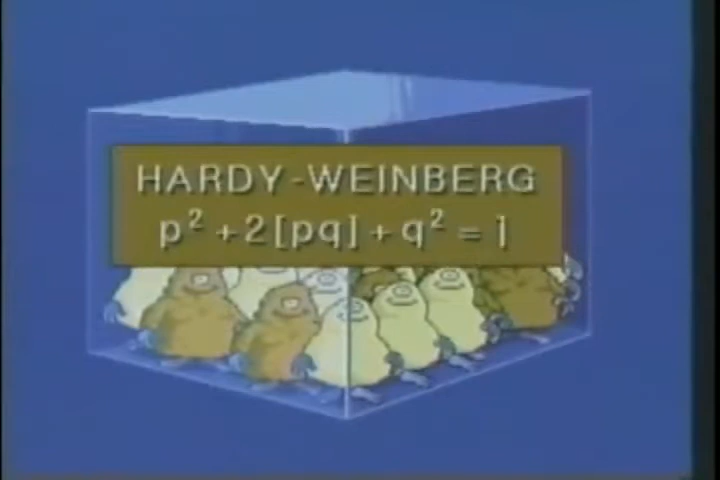 HARDY-WEINBERG
p² + 2[pq] + q² = 1